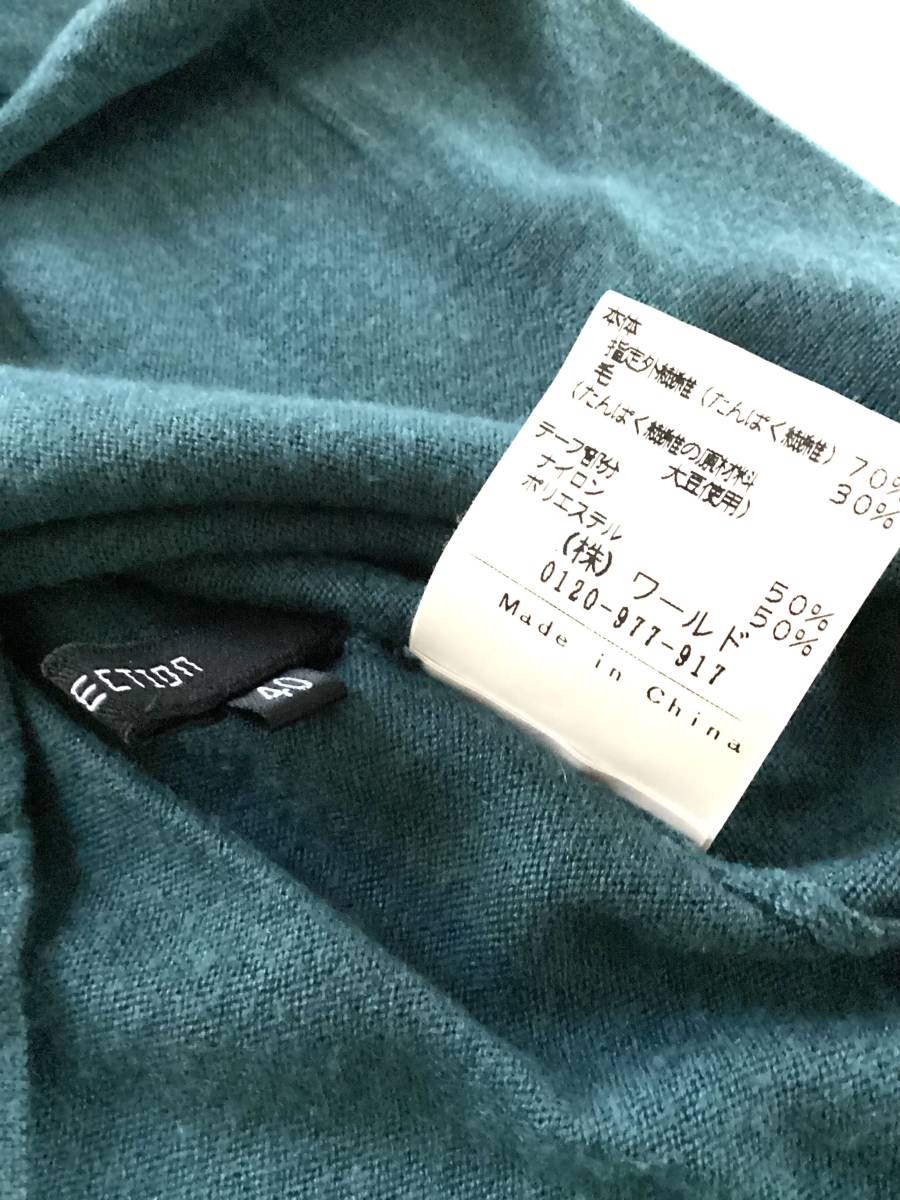 本体
指定外繊維(たんぱく繊維) 70%
毛 30%
(たんぱく繊維の原材料
大豆使用)
テープ部分
ナイロン 50%
ポリエステル 50%
(株)ワールド
0120-977-917
Made in China
ECTION
40